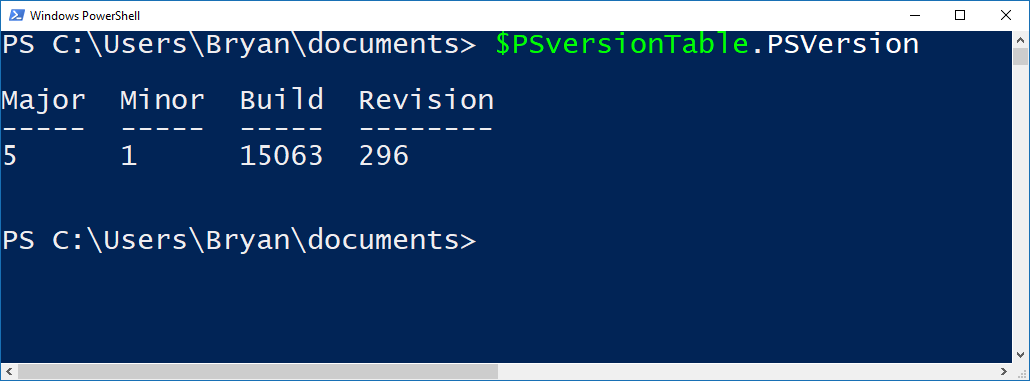 Windows PowerShell
PS C:\Users\Bryan\documents> $PSversionTable.PSVersion
Major  Minor  Build  Revision
-----  -----  -----  --------
5      1      15063  296
PS C:\Users\Bryan\documents>